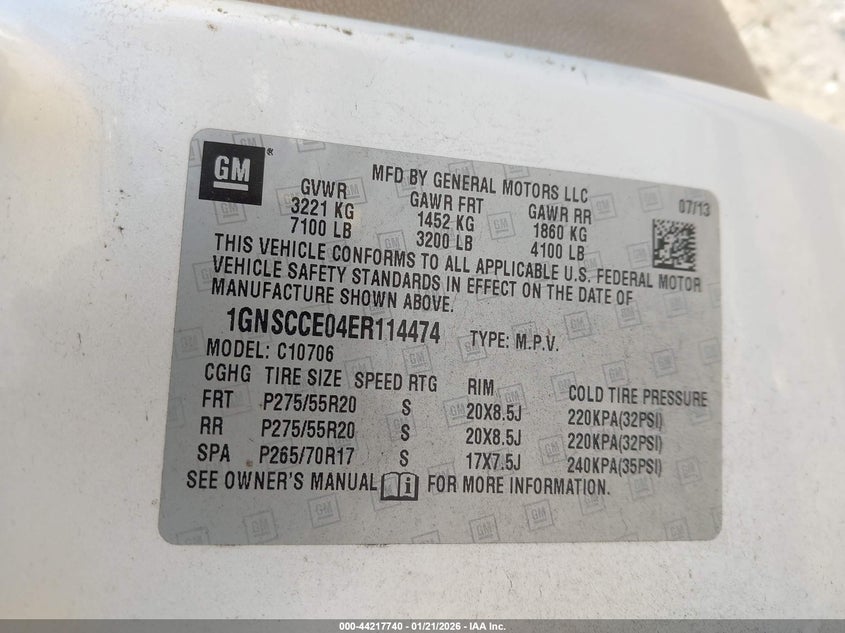 GM ®
MFD BY GENERAL MOTORS LLC
07/13
GVWR GAWR FRT GAWR RR
3221 KG 1452 KG 1860 KG
7100 LB 3200 LB 4100 LB
THIS VEHICLE CONFORMS TO ALL APPLICABLE U.S. FEDERAL MOTOR
VEHICLE SAFETY STANDARDS IN EFFECT ON THE DATE OF
MANUFACTURE SHOWN ABOVE.
1GNSCCE04ER114474 TYPE: M.P.V.
MODEL: C10706
CGHG TIRE SIZE SPEED RTG RIM COLD TIRE PRESSURE
FRT P275/55R20 S 20X8.5J 220KPA(32PSI)
RR P275/55R20 S 20X8.5J 220KPA(32PSI)
SPA P265/70R17 S 17X7.5J 240KPA(35PSI)
SEE OWNER'S MANUAL i FOR MORE INFORMATION.
000-44217740 - 01/21/2026 - IAA Inc.